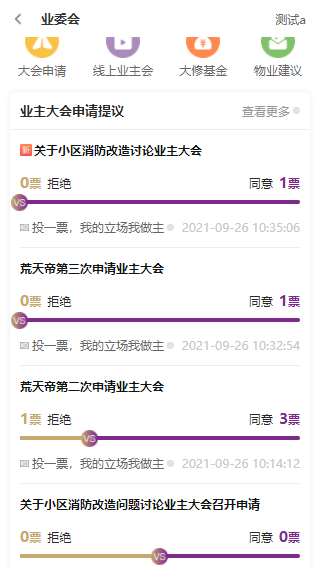 业委会 测试a
大会申请 线上业主会 大修基金 物业建议
业主大会申请提议 查看更多
新 关于小区消防改造讨论业主大会
0票 拒绝 同意 1票
VS
投一票，我的立场我做主 2021-09-26 10:35:06
荒天帝第三次申请业主大会
0票 拒绝 同意 1票
VS
投一票，我的立场我做主 2021-09-26 10:32:54
荒天帝第二次申请业主大会
1票 拒绝 同意 3票
VS
投一票，我的立场我做主 2021-09-26 10:14:12
关于小区消防改造问题讨论业主大会召开申请
0票 拒绝 同意 0票
VS